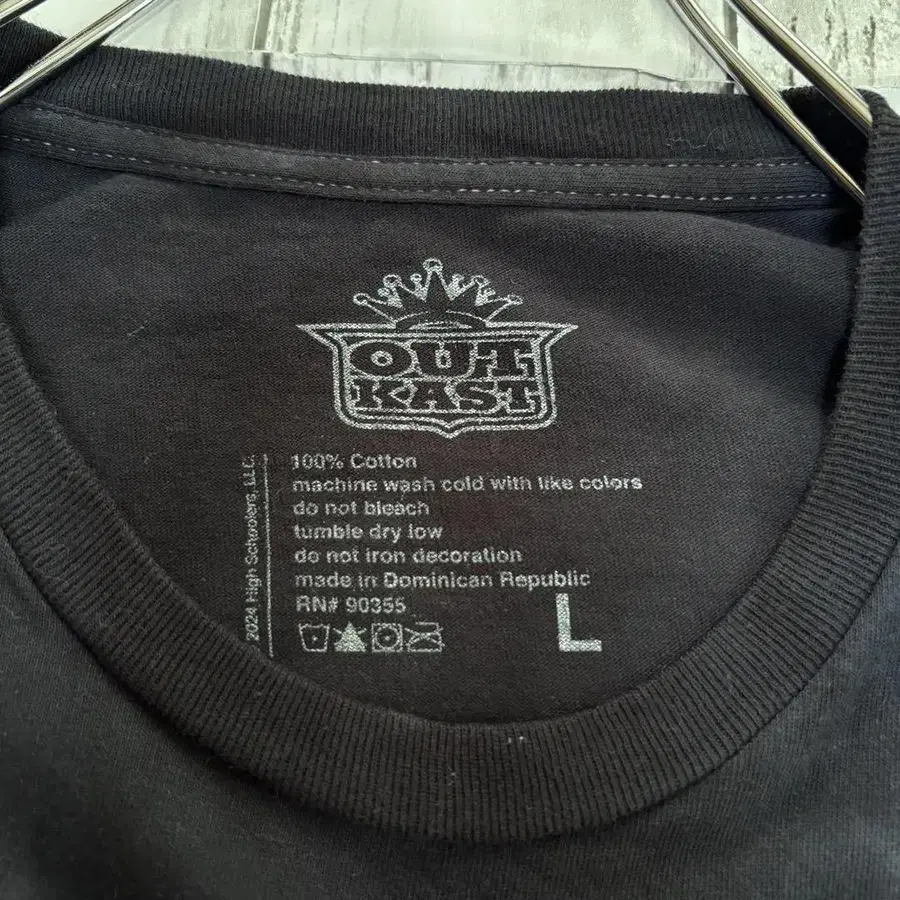 OUT
KAST
100% Cotton
machine wash cold with like colors
do not bleach
tumble dry low
do not iron decoration
made in Dominican Republic
RN# 90355
L
2024 High Schoolers, LLC.